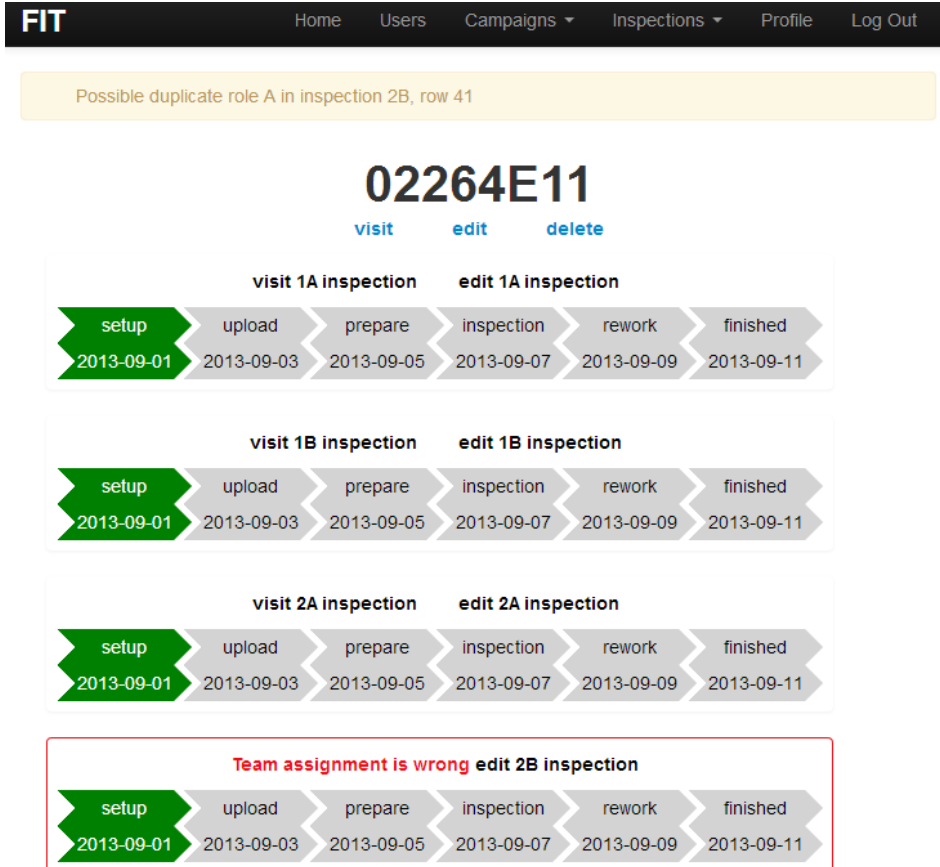 FIT Home Users Campaigns Inspections Profile Log Out
Possible duplicate role A in inspection 2B, row 41
02264E11
visit edit delete
visit 1A inspection edit 1A inspection
setup upload prepare inspection rework finished
2013-09-01 2013-09-03 2013-09-05 2013-09-07 2013-09-09 2013-09-11
visit 1B inspection edit 1B inspection
setup upload prepare inspection rework finished
2013-09-01 2013-09-03 2013-09-05 2013-09-07 2013-09-09 2013-09-11
visit 2A inspection edit 2A inspection
setup upload prepare inspection rework finished
2013-09-01 2013-09-03 2013-09-05 2013-09-07 2013-09-09 2013-09-11
Team assignment is wrong edit 2B inspection
setup upload prepare inspection rework finished
2013-09-01 2013-09-03 2013-09-05 2013-09-07 2013-09-09 2013-09-11